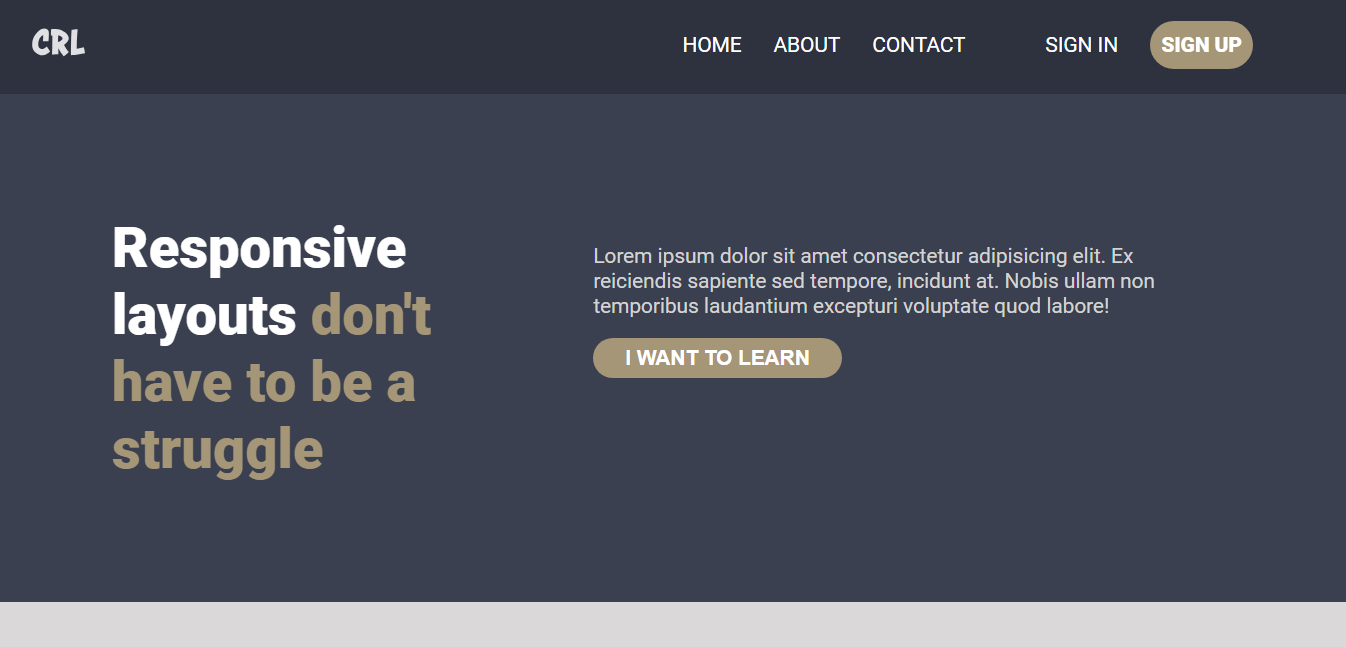 CRL
HOME ABOUT CONTACT SIGN IN SIGN UP
Responsive
layouts don't
have to be a
struggle
Lorem ipsum dolor sit amet consectetur adipisicing elit. Ex
reiciendis sapiente sed tempore, incidunt at. Nobis ullam non
temporibus laudantium excepturi voluptate quod labore!
I WANT TO LEARN